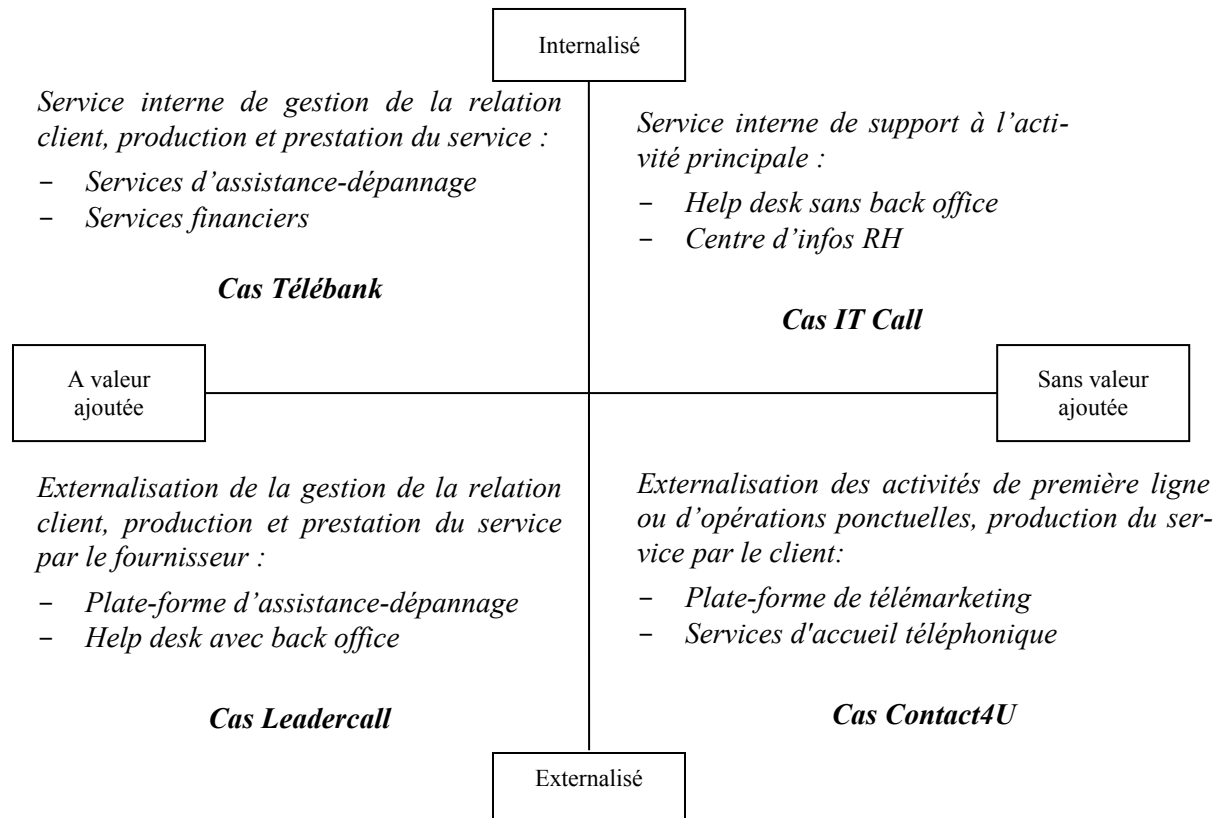 Internalisé
Service interne de gestion de la relation
client, production et prestation du service :
- Services d'assistance-dépannage
- Services financiers
Cas Télébank
Service interne de support à l'acti-
vité principale :
- Help desk sans back office
- Centre d'infos RH
Cas IT Call
A valeur
ajoutée
Sans valeur
ajoutée
Externalisation de la gestion de la relation
client, production et prestation du service
par le fournisseur :
- Plate-forme d'assistance-dépannage
- Help desk avec back office
Cas Leadercall
Externalisation des activités de première ligne
ou d'opérations ponctuelles, production du ser-
vice par le client:
- Plate-forme de télémarketing
- Services d'accueil téléphonique
Cas Contact4U
Externalisé